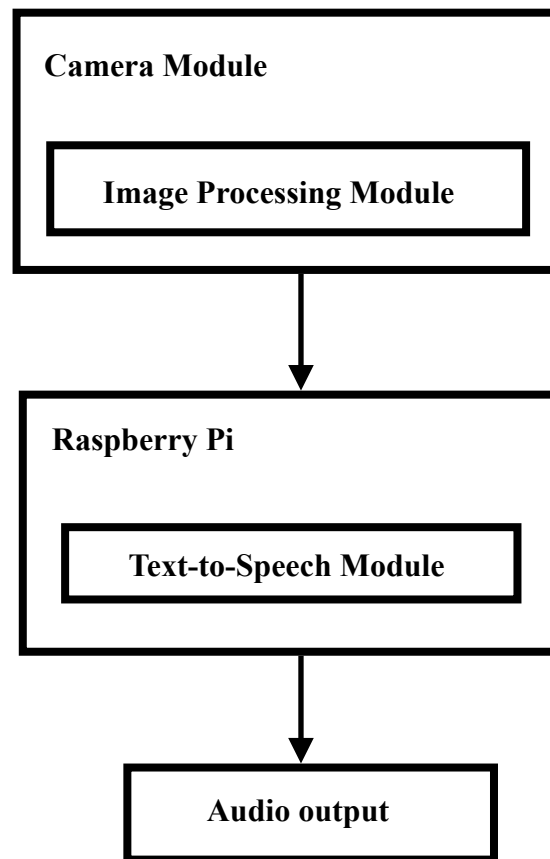 Camera Module
Image Processing Module
Raspberry Pi
Text-to-Speech Module
Audio output